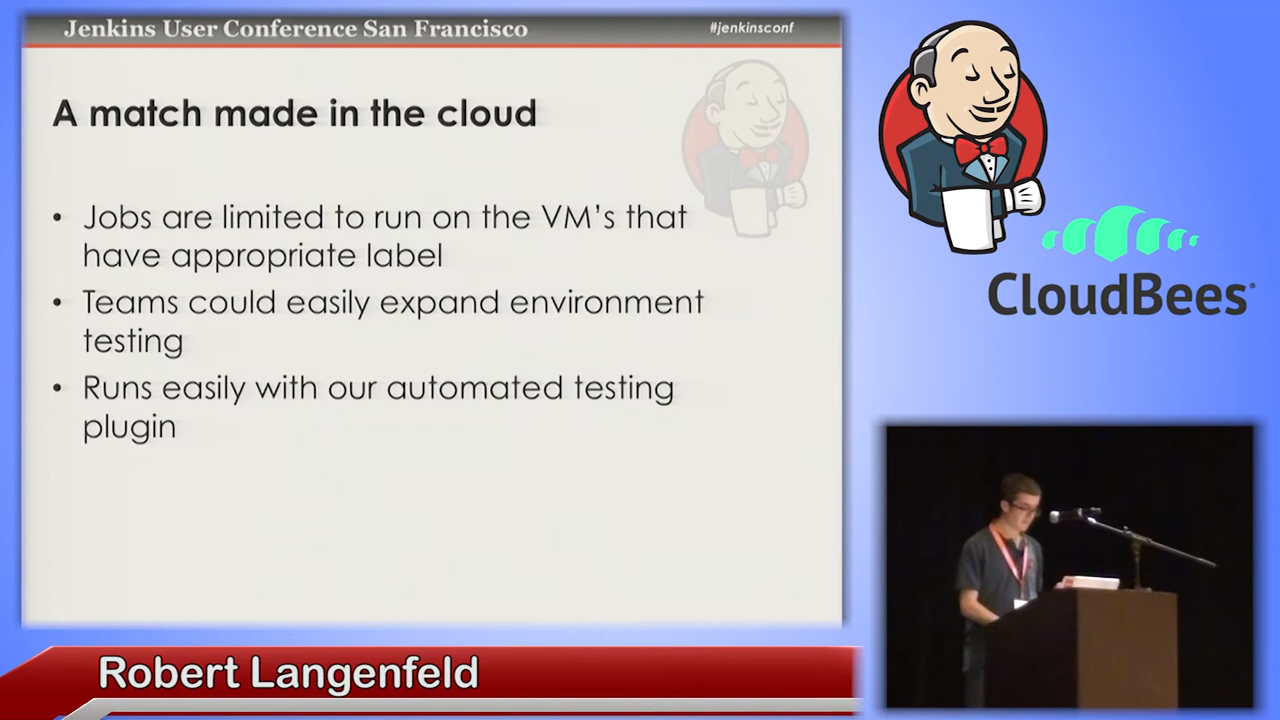 Jenkins User Conference San Francisco
#jenkinsconf
A match made in the cloud
• Jobs are limited to run on the VM’s that
have appropriate label
• Teams could easily expand environment
testing
• Runs easily with our automated testing
plugin
CloudBees
Robert Langenfeld